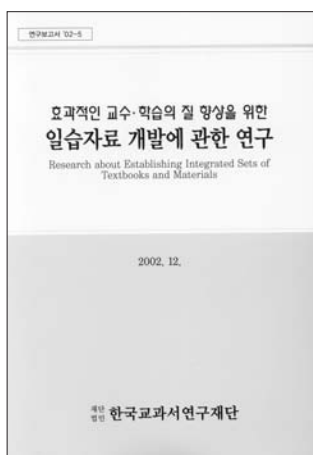 연구보고서 '02-5
효과적인 교수·학습의 질 향상을 위한
일습자료 개발에 관한 연구
Research about Establishing Integrated Sets of
Textbooks and Materials
2002. 12.
재단
법인 한국교과서연구재단